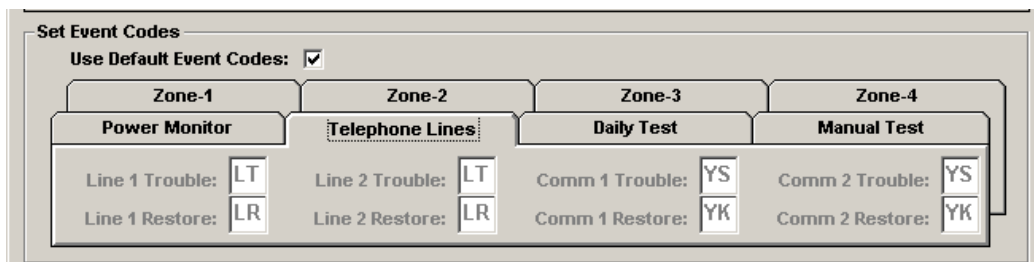 Set Event Codes
Use Default Event Codes:
Zone-1 Zone-2 Zone-3 Zone-4
Power Monitor Telephone Lines Daily Test Manual Test
Line 1 Trouble: LT Line 2 Trouble: LT Comm 1 Trouble: YS Comm 2 Trouble: YS
Line 1 Restore: LR Line 2 Restore: LR Comm 1 Restore: YK Comm 2 Restore: YK